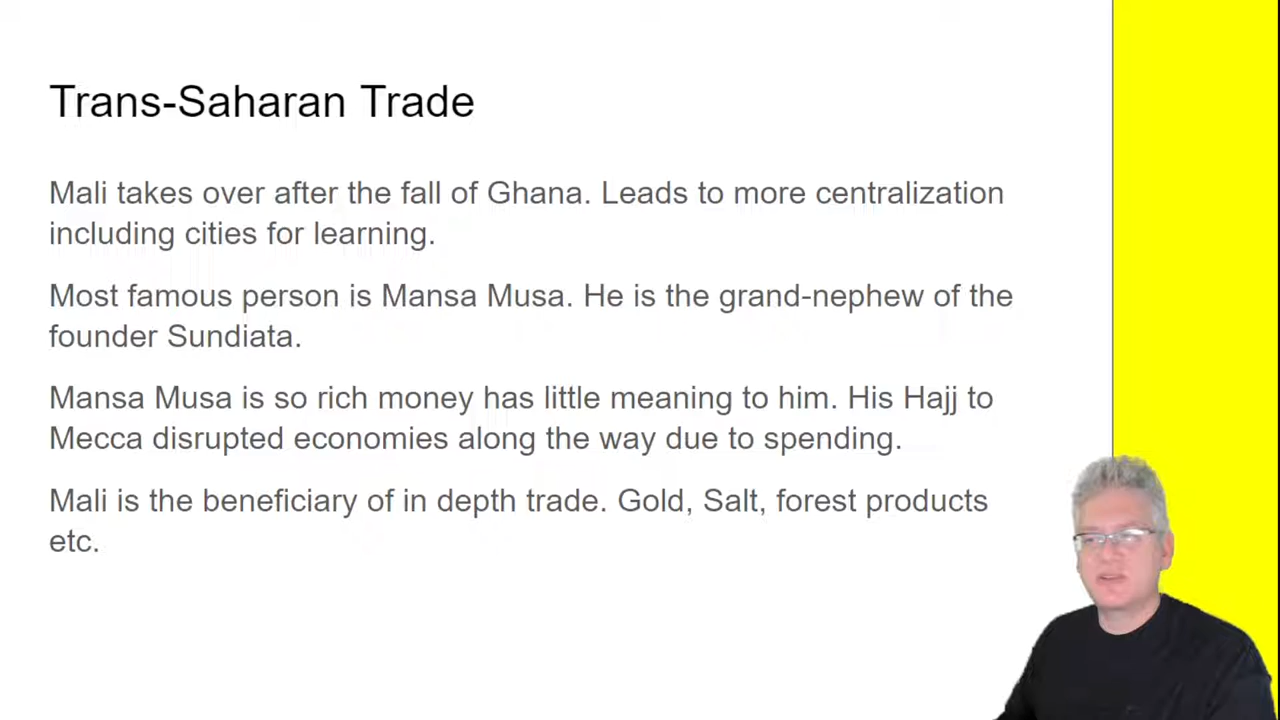 Trans-Saharan Trade
Mali takes over after the fall of Ghana. Leads to more centralization
including cities for learning.
Most famous person is Mansa Musa. He is the grand-nephew of the
founder Sundiata.
Mansa Musa is so rich money has little meaning to him. His Hajj to
Mecca disrupted economies along the way due to spending.
Mali is the beneficiary of in depth trade. Gold, Salt, forest products
etc.